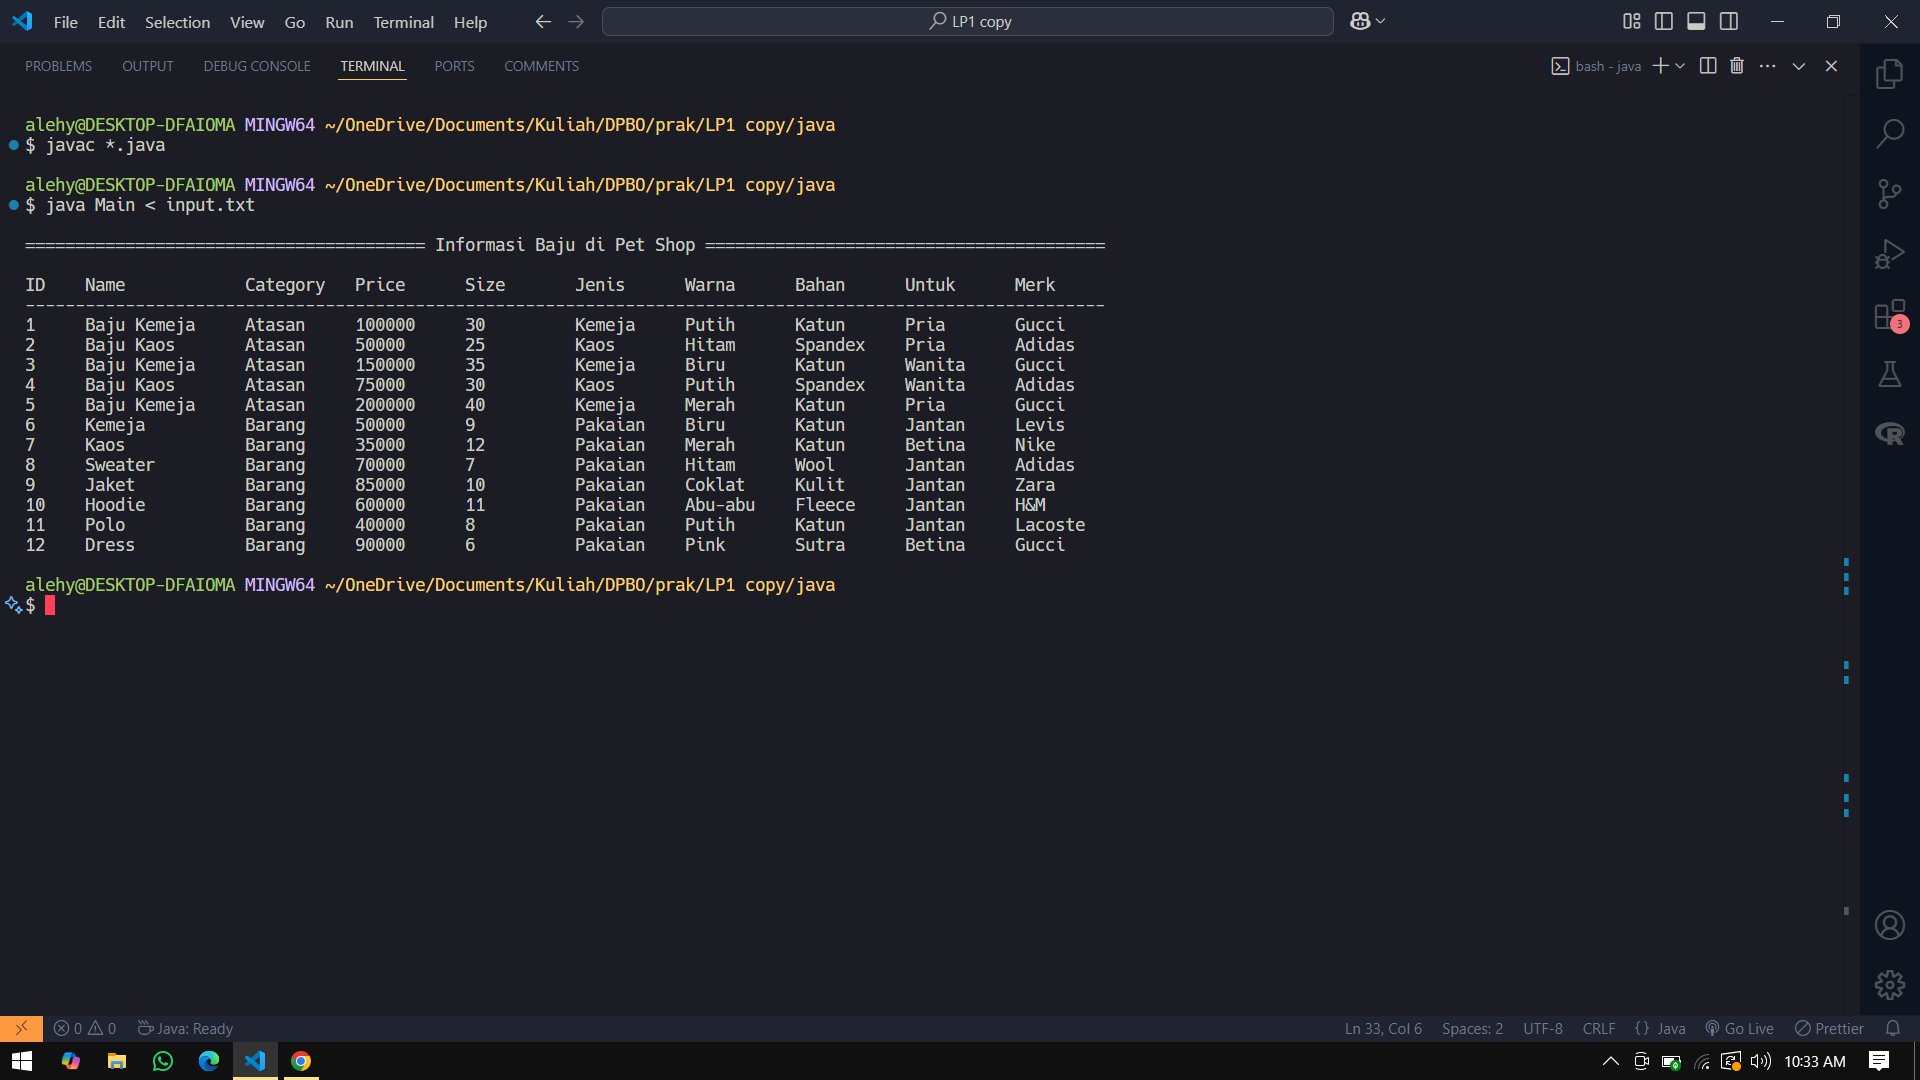 File Edit Selection View Go Run Terminal Help LP1 copy
PROBLEMS OUTPUT DEBUG CONSOLE TERMINAL PORTS COMMENTS bash - java
alehy@DESKTOP-DFAIOMA MINGW64 ~/OneDrive/Documents/Kuliah/DPBO/prak/LP1 copy/java
$ javac *.java
alehy@DESKTOP-DFAIOMA MINGW64 ~/OneDrive/Documents/Kuliah/DPBO/prak/LP1 copy/java
$ java Main < input.txt
======================================== Informasi Baju di Pet Shop ========================================
ID Name Category Price Size Jenis Warna Bahan Untuk Merk
------------------------------------------------------------------------------------------------------------
1 Baju Kemeja Atasan 100000 30 Kemeja Putih Katun Pria Gucci
2 Baju Kaos Atasan 50000 25 Kaos Hitam Spandex Pria Adidas
3 Baju Kemeja Atasan 150000 35 Kemeja Biru Katun Wanita Gucci
4 Baju Kaos Atasan 75000 30 Kaos Putih Spandex Wanita Adidas
5 Baju Kemeja Atasan 200000 40 Kemeja Merah Katun Pria Gucci
6 Kemeja Barang 50000 9 Pakaian Biru Katun Jantan Levis
7 Kaos Barang 35000 12 Pakaian Merah Katun Betina Nike
8 Sweater Barang 70000 7 Pakaian Hitam Wool Jantan Adidas
9 Jaket Barang 85000 10 Pakaian Coklat Kulit Jantan Zara
10 Hoodie Barang 60000 11 Pakaian Abu-abu Fleece Jantan H&M
11 Polo Barang 40000 8 Pakaian Putih Katun Jantan Lacoste
12 Dress Barang 90000 6 Pakaian Pink Sutra Betina Gucci
alehy@DESKTOP-DFAIOMA MINGW64 ~/OneDrive/Documents/Kuliah/DPBO/prak/LP1 copy/java
$
3
0 0 Java: Ready Ln 33, Col 6 Spaces: 2 UTF-8 CRLF {} Java Go Live Prettier
10:33 AM